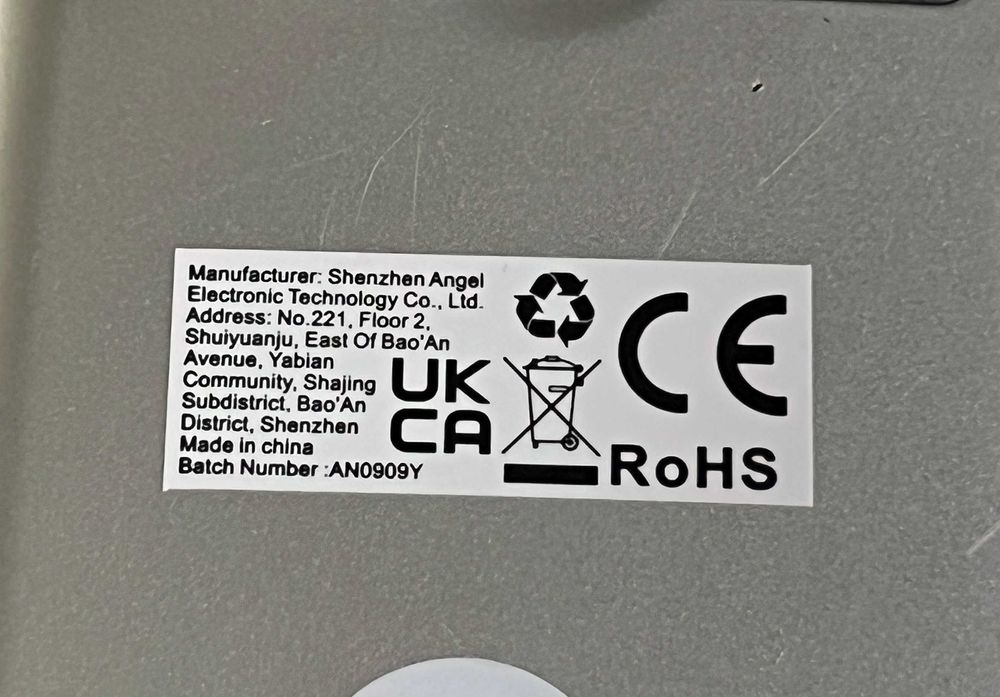 Manufacturer: Shenzhen Angel
Electronic Technology Co., Ltd.
Address: No.221, Floor 2,
Shuiyuanju, East Of Bao'An
Avenue, Yabian
Community, Shajing
Subdistrict, Bao'An
District, Shenzhen
Made in china
Batch Number :AN0909Y
UK
CA
CE
RoHS